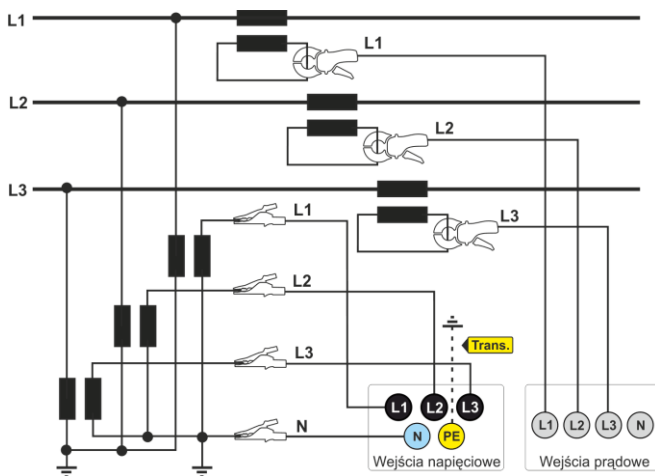 L1
L1
L2
L2
L3
L3
L1
L2
L3
N
Trans.
L1 L2 L3
N PE
Wejścia napięciowe
L1 L2 L3 N
Wejścia prądowe